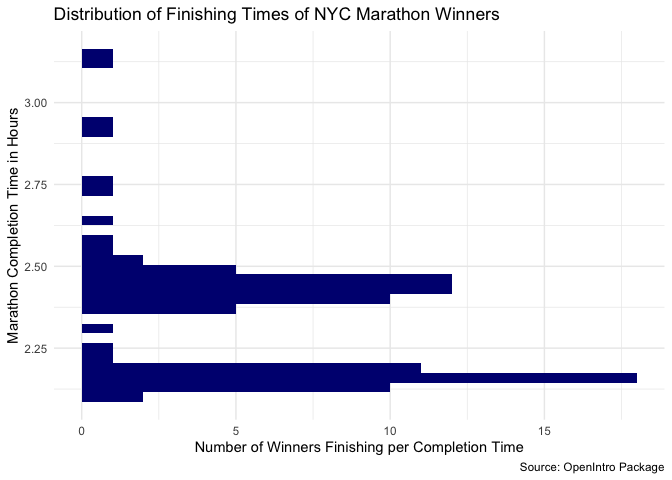 Distribution of Finishing Times of NYC Marathon Winners
Marathon Completion Time in Hours
3.00
2.75
2.50
2.25
0
5
10
15
Number of Winners Finishing per Completion Time
Source: OpenIntro Package